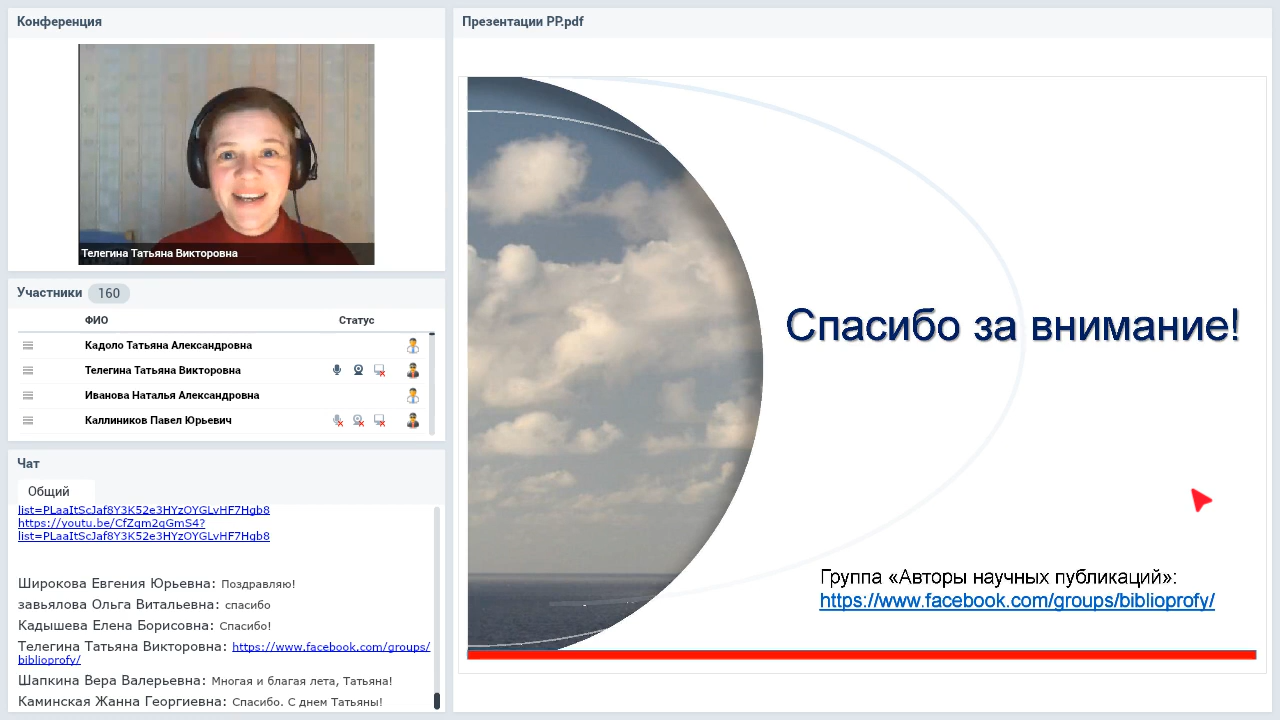 Конференция
Телегина Татьяна Викторовна
Участники 160
ФИО Статус
Кадоло Татьяна Александровна
Телегина Татьяна Викторовна
Иванова Наталья Александровна
Каллиников Павел Юрьевич
Чат
Общий
list=PLaaItScJaf8Y3K52e3HYzOYGLvHF7Hgb8
https://youtu.be/CfZqm2qGmS4?
list=PLaaItScJaf8Y3K52e3HYzOYGLvHF7Hgb8
Широкова Евгения Юрьевна: Поздравляю!
завьялова Ольга Витальевна: спасибо
Кадышева Елена Борисовна: Спасибо!
Телегина Татьяна Викторовна: https://www.facebook.com/groups/
biblioprofy/
Шапкина Вера Валерьевна: Многая и благая лета, Татьяна!
Каминская Жанна Георгиевна: Спасибо. С днем Татьяны!
Презентации РР.pdf
Спасибо за внимание!
Группа «Авторы научных публикаций»:
https://www.facebook.com/groups/biblioprofy/